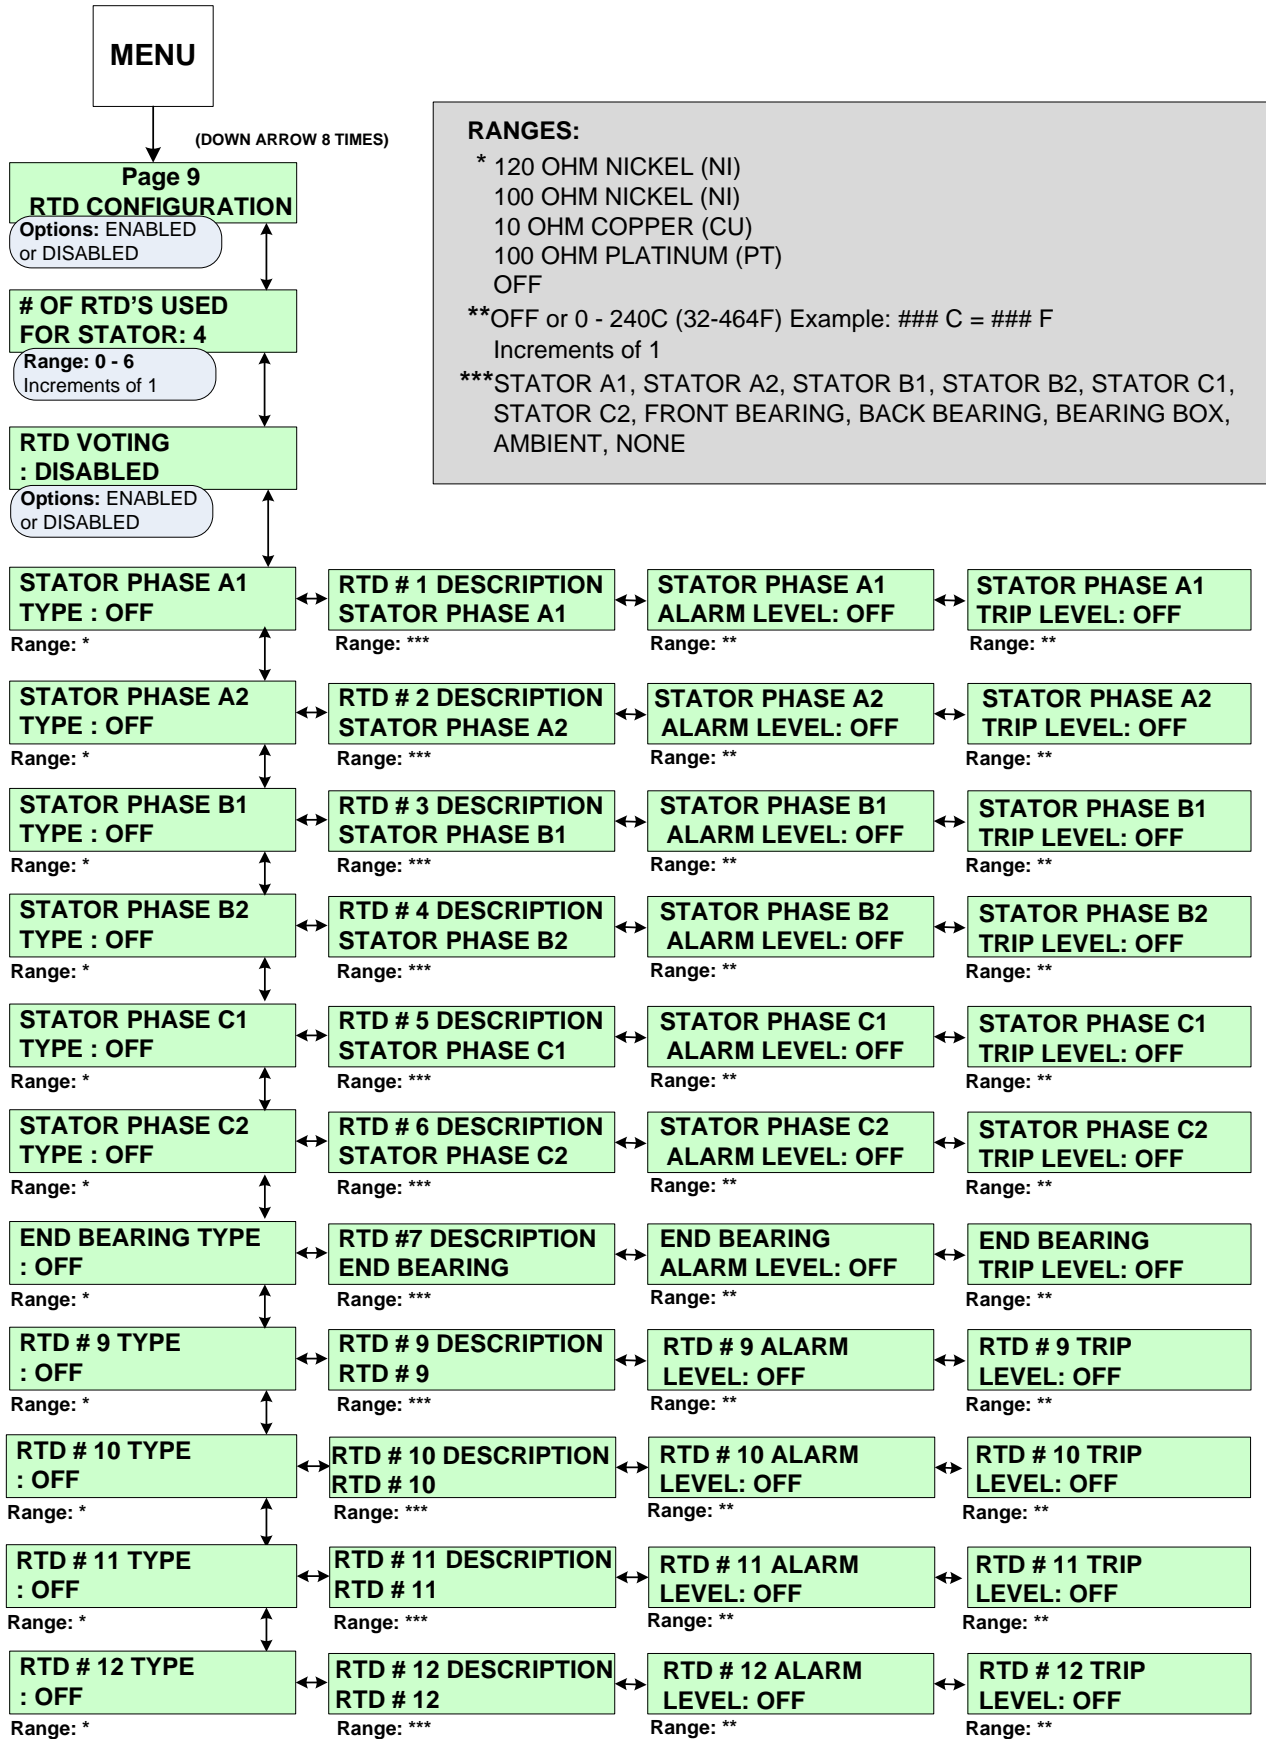 MENU
(DOWN ARROW 8 TIMES)
Page 9
RTD CONFIGURATION
Options: ENABLED
or DISABLED
# OF RTD'S USED
FOR STATOR: 4
Range: 0 - 6
Increments of 1
RTD VOTING
: DISABLED
Options: ENABLED
or DISABLED
RANGES:
* 120 OHM NICKEL (NI)
100 OHM NICKEL (NI)
10 OHM COPPER (CU)
100 OHM PLATINUM (PT)
OFF
**OFF or 0 - 240C (32-464F) Example: ### C = ### F
Increments of 1
***STATOR A1, STATOR A2, STATOR B1, STATOR B2, STATOR C1,
STATOR C2, FRONT BEARING, BACK BEARING, BEARING BOX,
AMBIENT, NONE
STATOR PHASE A1
TYPE : OFF
Range: *
RTD # 1 DESCRIPTION
STATOR PHASE A1
Range: ***
STATOR PHASE A1
ALARM LEVEL: OFF
Range: **
STATOR PHASE A1
TRIP LEVEL: OFF
Range: **
STATOR PHASE A2
TYPE : OFF
Range: *
RTD # 2 DESCRIPTION
STATOR PHASE A2
Range: ***
STATOR PHASE A2
ALARM LEVEL: OFF
Range: **
STATOR PHASE A2
TRIP LEVEL: OFF
Range: **
STATOR PHASE B1
TYPE : OFF
Range: *
RTD # 3 DESCRIPTION
STATOR PHASE B1
Range: ***
STATOR PHASE B1
ALARM LEVEL: OFF
Range: **
STATOR PHASE B1
TRIP LEVEL: OFF
Range: **
STATOR PHASE B2
TYPE : OFF
Range: *
RTD # 4 DESCRIPTION
STATOR PHASE B2
Range: ***
STATOR PHASE B2
ALARM LEVEL: OFF
Range: **
STATOR PHASE B2
TRIP LEVEL: OFF
Range: **
STATOR PHASE C1
TYPE : OFF
Range: *
RTD # 5 DESCRIPTION
STATOR PHASE C1
Range: ***
STATOR PHASE C1
ALARM LEVEL: OFF
Range: **
STATOR PHASE C1
TRIP LEVEL: OFF
Range: **
STATOR PHASE C2
TYPE : OFF
Range: *
RTD # 6 DESCRIPTION
STATOR PHASE C2
Range: ***
STATOR PHASE C2
ALARM LEVEL: OFF
Range: **
STATOR PHASE C2
TRIP LEVEL: OFF
Range: **
END BEARING TYPE
: OFF
Range: *
RTD #7 DESCRIPTION
END BEARING
Range: ***
END BEARING
ALARM LEVEL: OFF
Range: **
END BEARING
TRIP LEVEL: OFF
Range: **
RTD # 9 TYPE
: OFF
Range: *
RTD # 9 DESCRIPTION
RTD # 9
Range: ***
RTD # 9 ALARM
LEVEL: OFF
Range: **
RTD # 9 TRIP
LEVEL: OFF
Range: **
RTD # 10 TYPE
: OFF
Range: *
RTD # 10 DESCRIPTION
RTD # 10
Range: ***
RTD # 10 ALARM
LEVEL: OFF
Range: **
RTD # 10 TRIP
LEVEL: OFF
Range: **
RTD # 11 TYPE
: OFF
Range: *
RTD # 11 DESCRIPTION
RTD # 11
Range: ***
RTD # 11 ALARM
LEVEL: OFF
Range: **
RTD # 11 TRIP
LEVEL: OFF
Range: **
RTD # 12 TYPE
: OFF
Range: *
RTD # 12 DESCRIPTION
RTD # 12
Range: ***
RTD # 12 ALARM
LEVEL: OFF
Range: **
RTD # 12 TRIP
LEVEL: OFF
Range: **